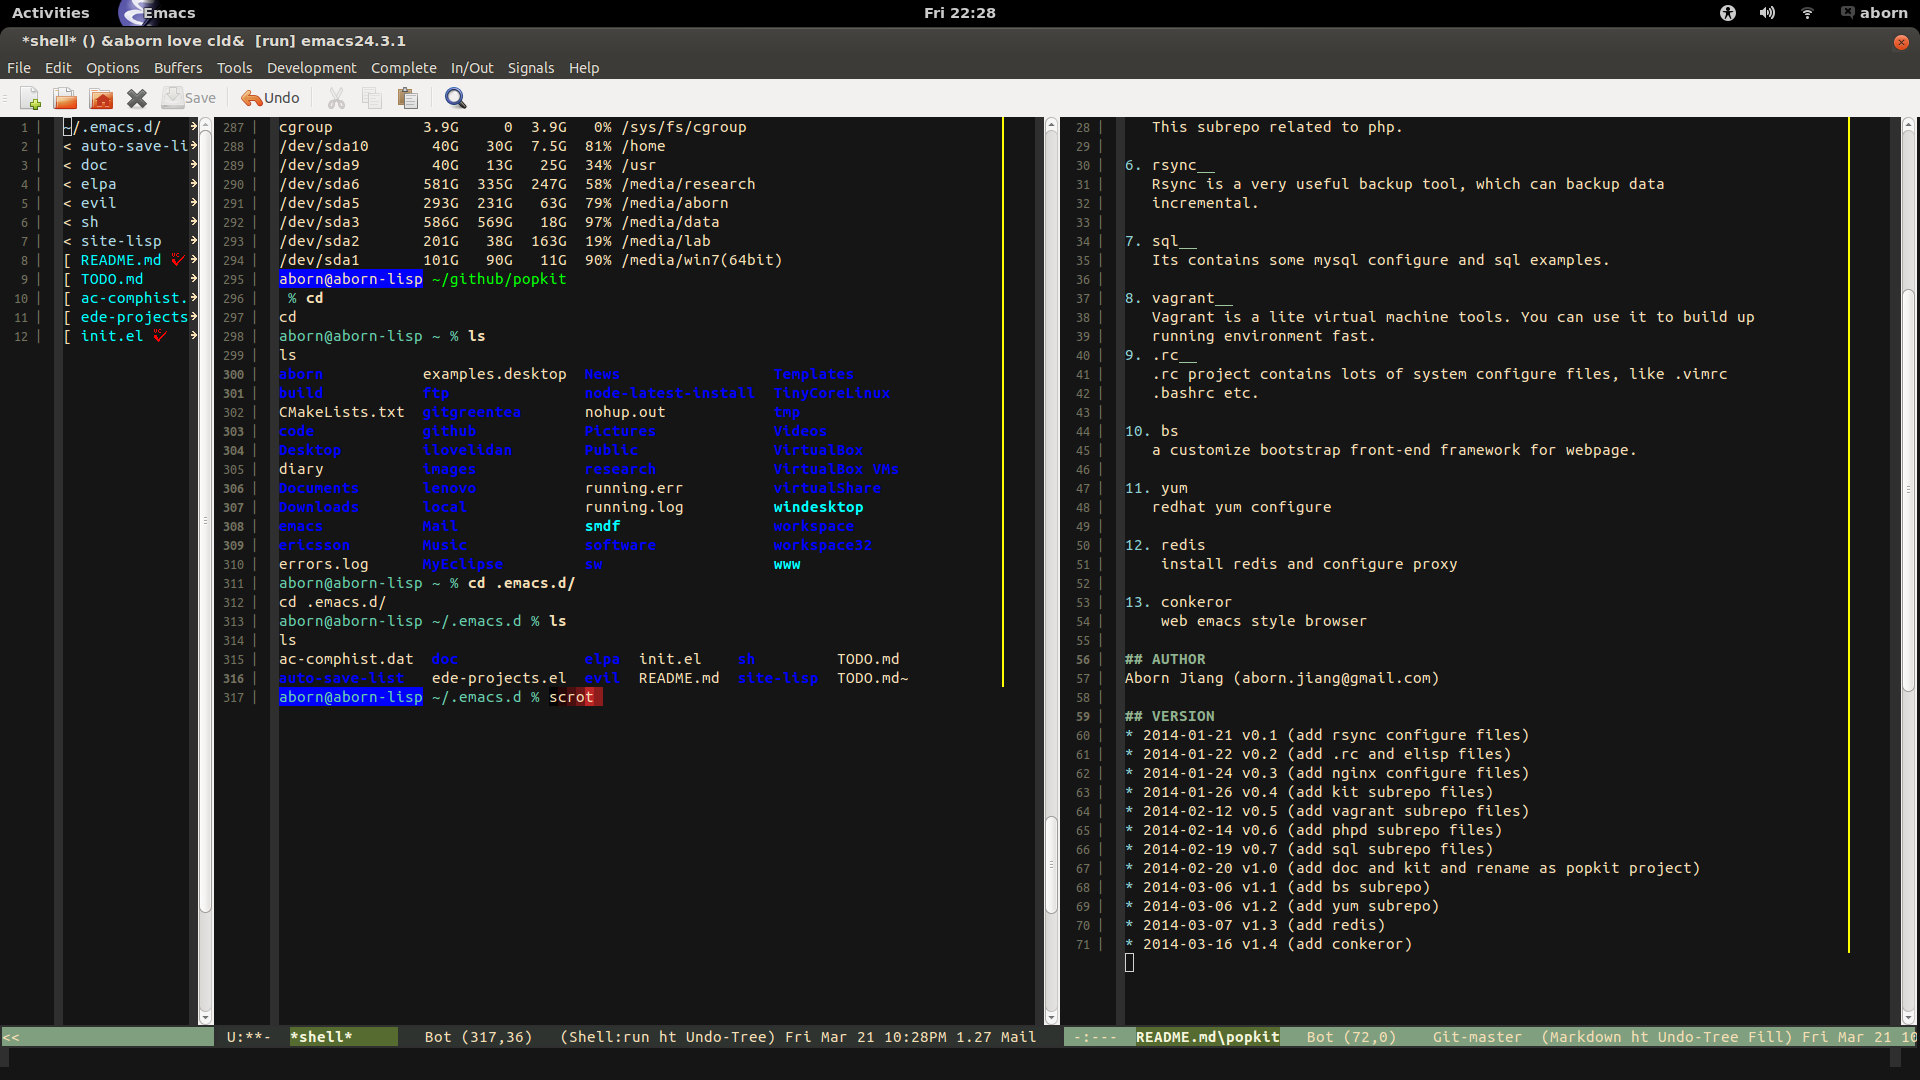 Activities Emacs Fri 22:28 aborn
*shell* () &aborn love cld& [run] emacs24.3.1
File Edit Options Buffers Tools Development Complete In/Out Signals Help
Save Undo
1 ~/.emacs.d/
2 < auto-save-li
3 < doc
4 < elpa
5 < evil
6 < sh
7 < site-lisp
8 [ README.md
9 [ TODO.md
10 [ ac-comphist.
11 [ ede-projects
12 [ init.el
287 cgroup 3.9G 0 3.9G 0% /sys/fs/cgroup
288 /dev/sda10 40G 30G 7.5G 81% /home
289 /dev/sda9 40G 13G 25G 34% /usr
290 /dev/sda6 581G 335G 247G 58% /media/research
291 /dev/sda5 293G 231G 63G 79% /media/aborn
292 /dev/sda3 586G 569G 18G 97% /media/data
293 /dev/sda2 201G 38G 163G 19% /media/lab
294 /dev/sda1 101G 90G 11G 90% /media/win7(64bit)
295 aborn@aborn-lisp ~/github/popkit
296 % cd
297 cd
298 aborn@aborn-lisp ~ % ls
299 ls
300 aborn examples.desktop News Templates
301 build ftp node-latest-install TinyCoreLinux
302 CMakeLists.txt gitgreentea nohup.out tmp
303 code github Pictures Videos
304 Desktop ilovelidan Public VirtualBox
305 diary images research VirtualBox VMs
306 Documents lenovo running.err virtualShare
307 Downloads local running.log windesktop
308 emacs Mail smdf workspace
309 ericsson Music software workspace32
310 errors.log MyEclipse sw www
311 aborn@aborn-lisp ~ % cd .emacs.d/
312 cd .emacs.d/
313 aborn@aborn-lisp ~/.emacs.d % ls
314 ls
315 ac-comphist.dat doc elpa init.el sh TODO.md
316 auto-save-list ede-projects.el evil README.md site-lisp TODO.md~
317 aborn@aborn-lisp ~/.emacs.d % scrot
28 This subrepo related to php.
29
30 6. rsync__
31 Rsync is a very useful backup tool, which can backup data
32 incremental.
33
34 7. sql__
35 Its contains some mysql configure and sql examples.
36
37 8. vagrant__
38 Vagrant is a lite virtual machine tools. You can use it to build up
39 running environment fast.
40 9. .rc__
41 .rc project contains lots of system configure files, like .vimrc
42 .bashrc etc.
43
44 10. bs
45 a customize bootstrap front-end framework for webpage.
46
47 11. yum
48 redhat yum configure
49
50 12. redis
51 install redis and configure proxy
52
53 13. conkeror
54 web emacs style browser
55
56 ## AUTHOR
57 Aborn Jiang (aborn.jiang@gmail.com)
58
59 ## VERSION
60 * 2014-01-21 v0.1 (add rsync configure files)
61 * 2014-01-22 v0.2 (add .rc and elisp files)
62 * 2014-01-24 v0.3 (add nginx configure files)
63 * 2014-01-26 v0.4 (add kit subrepo files)
64 * 2014-02-12 v0.5 (add vagrant subrepo files)
65 * 2014-02-14 v0.6 (add phpd subrepo files)
66 * 2014-02-19 v0.7 (add sql subrepo files)
67 * 2014-02-20 v1.0 (add doc and kit and rename as popkit project)
68 * 2014-03-06 v1.1 (add bs subrepo)
69 * 2014-03-06 v1.2 (add yum subrepo)
70 * 2014-03-07 v1.3 (add redis)
71 * 2014-03-16 v1.4 (add conkeror)
<< U:**- *shell* Bot (317,36) (Shell:run ht Undo-Tree) Fri Mar 21 10:28PM 1.27 Mail -:--- README.md\popkit Bot (72,0) Git-master (Markdown ht Undo-Tree Fill) Fri Mar 21 10